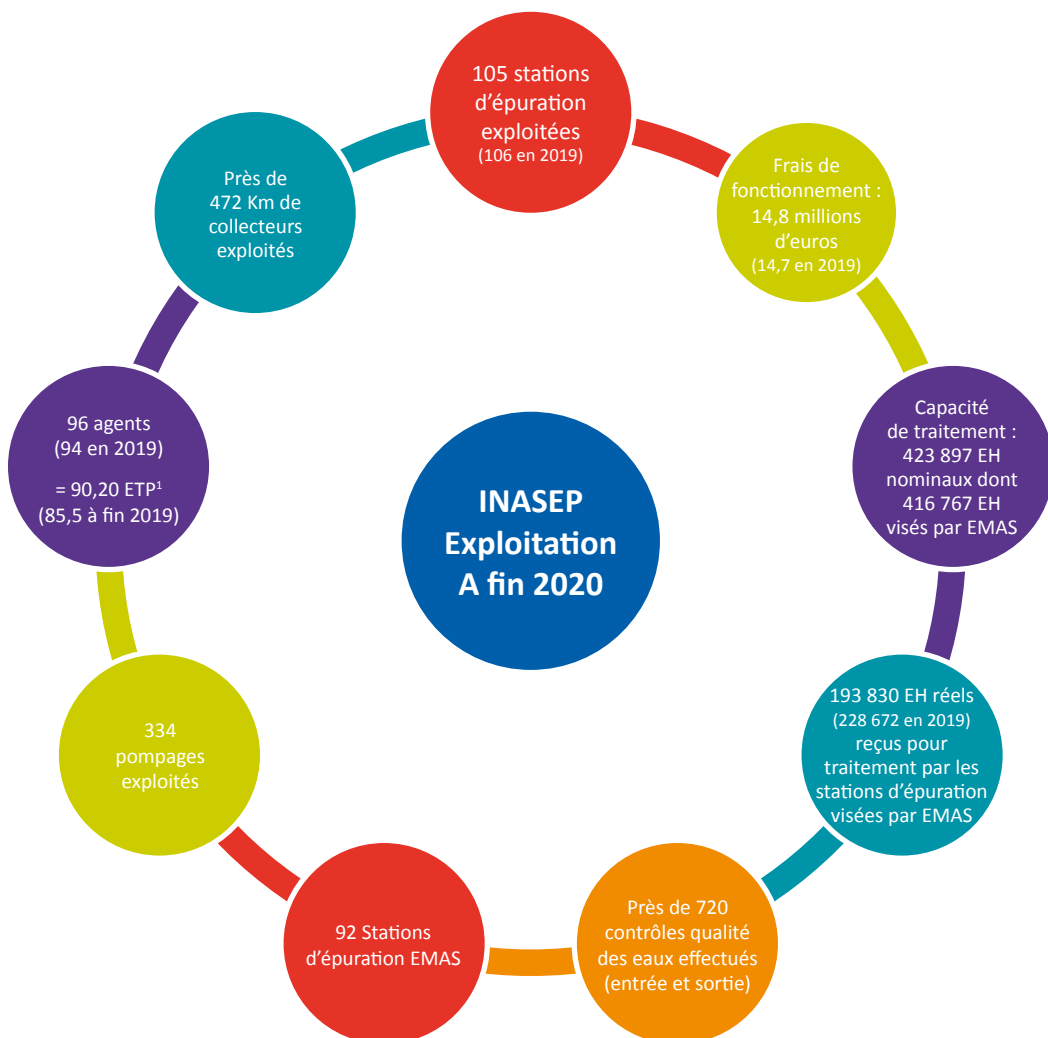 105 stations
d'épuration
exploitées
(106 en 2019)
Frais de
fonctionnement :
14,8 millions
d'euros
(14,7 en 2019)
Capacité
de traitement :
423 897 EH
nominaux dont
416 767 EH
visés par EMAS
193 830 EH réels
(228 672 en 2019)
reçus pour
traitement par les
stations d'épuration
visées par EMAS
Près de 720
contrôles qualité
des eaux effectués
(entrée et sortie)
92 Stations
d'épuration EMAS
334
pompages
exploités
96 agents
(94 en 2019)
= 90,20 ETP¹
(85,5 à fin 2019)
Près de
472 Km de
collecteurs
exploités
INASEP
Exploitation
A fin 2020